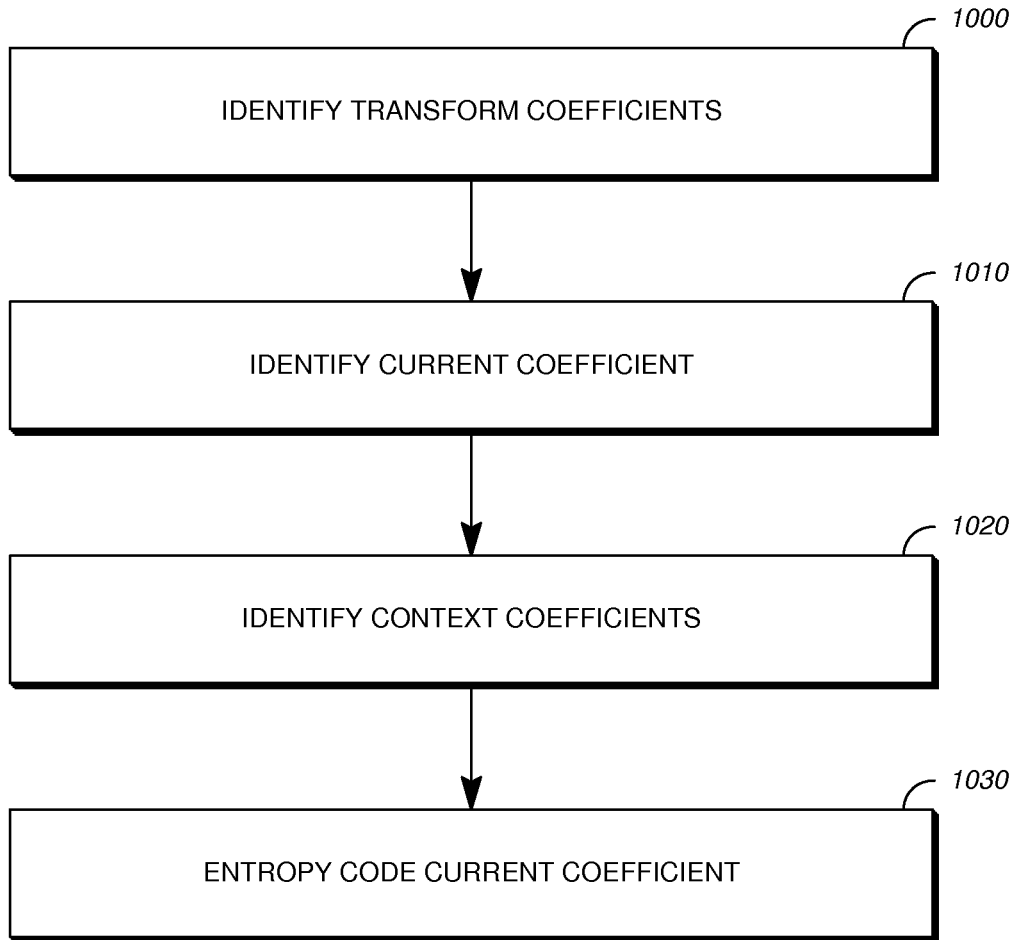 1000
IDENTIFY TRANSFORM COEFFICIENTS
1010
IDENTIFY CURRENT COEFFICIENT
1020
IDENTIFY CONTEXT COEFFICIENTS
1030
ENTROPY CODE CURRENT COEFFICIENT